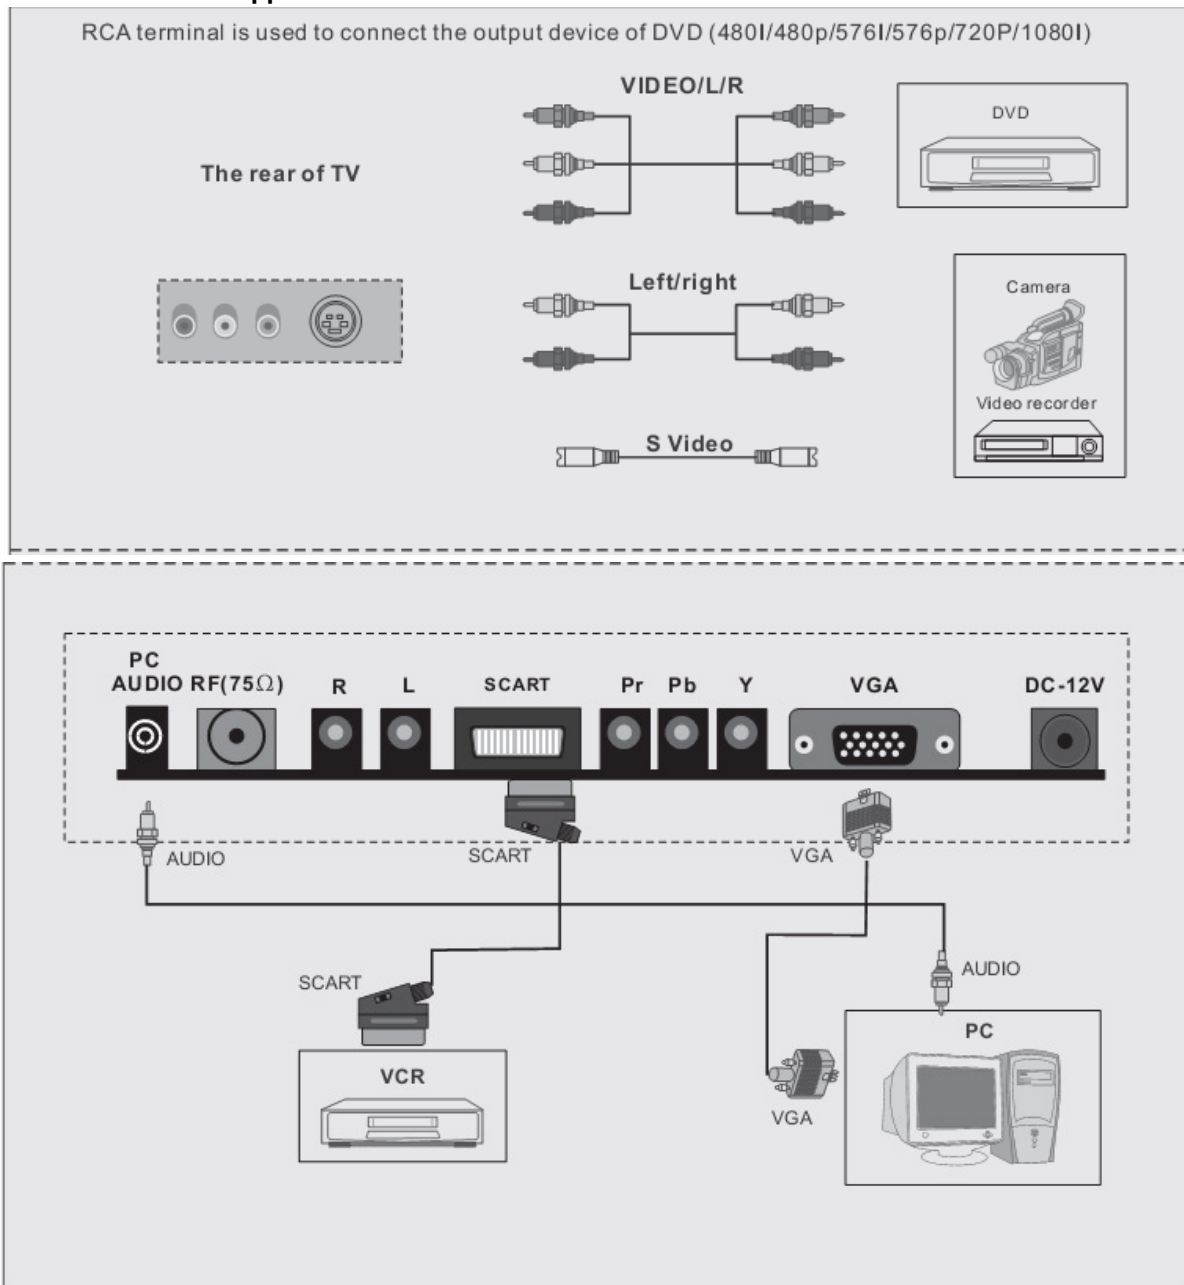 RCA terminal is used to connect the output device of DVD (480I/480p/576I/576p/720P/1080I)
VIDEO/L/R
DVD
The rear of TV
Left/right
Camera
Video recorder
S Video
PC
AUDIO RF(75Ω) R L SCART Pr Pb Y VGA DC-12V
AUDIO
SCART
VGA
SCART
AUDIO
PC
VCR
VGA